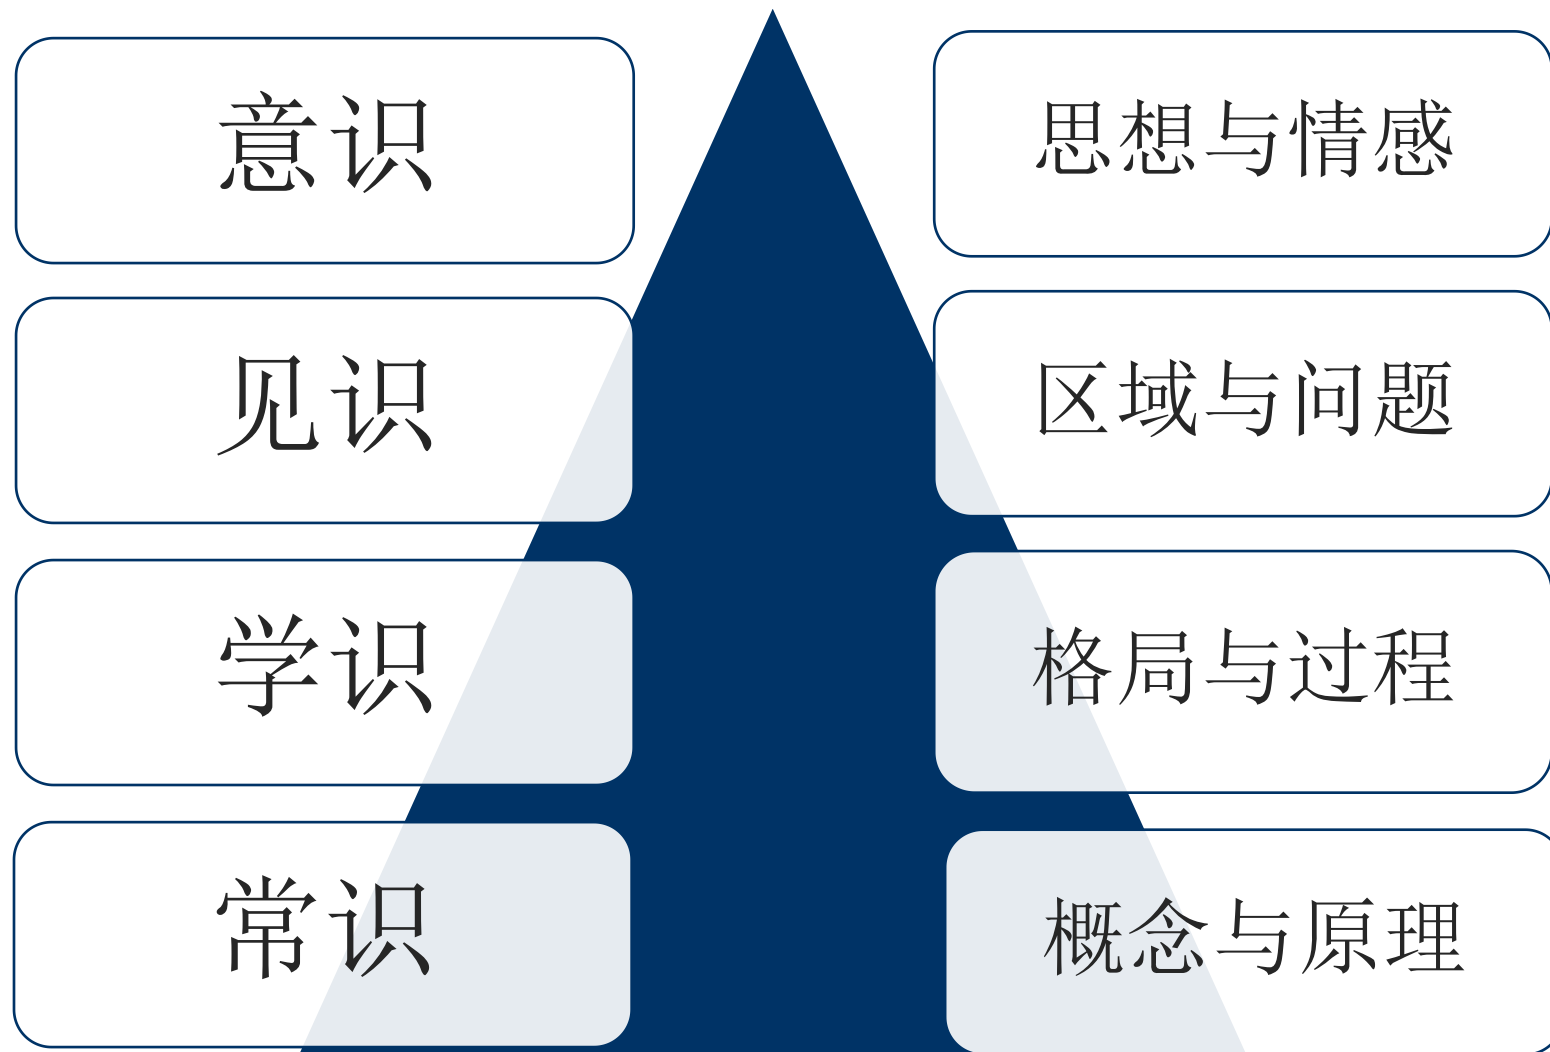 意识
思想与情感
见识
区域与问题
学识
格局与过程
常识
概念与原理